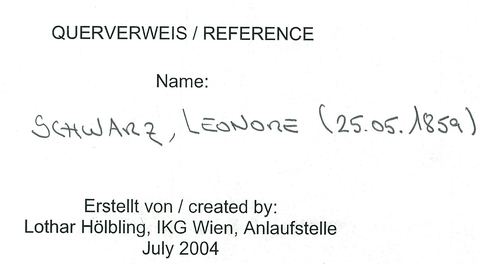 QUERVERWEIS / REFERENCE
Name:
SCHWARZ, LEONORE (25.05.1859)
Erstellt von / created by:
Lothar Hölbling, IKG Wien, Anlaufstelle
July 2004